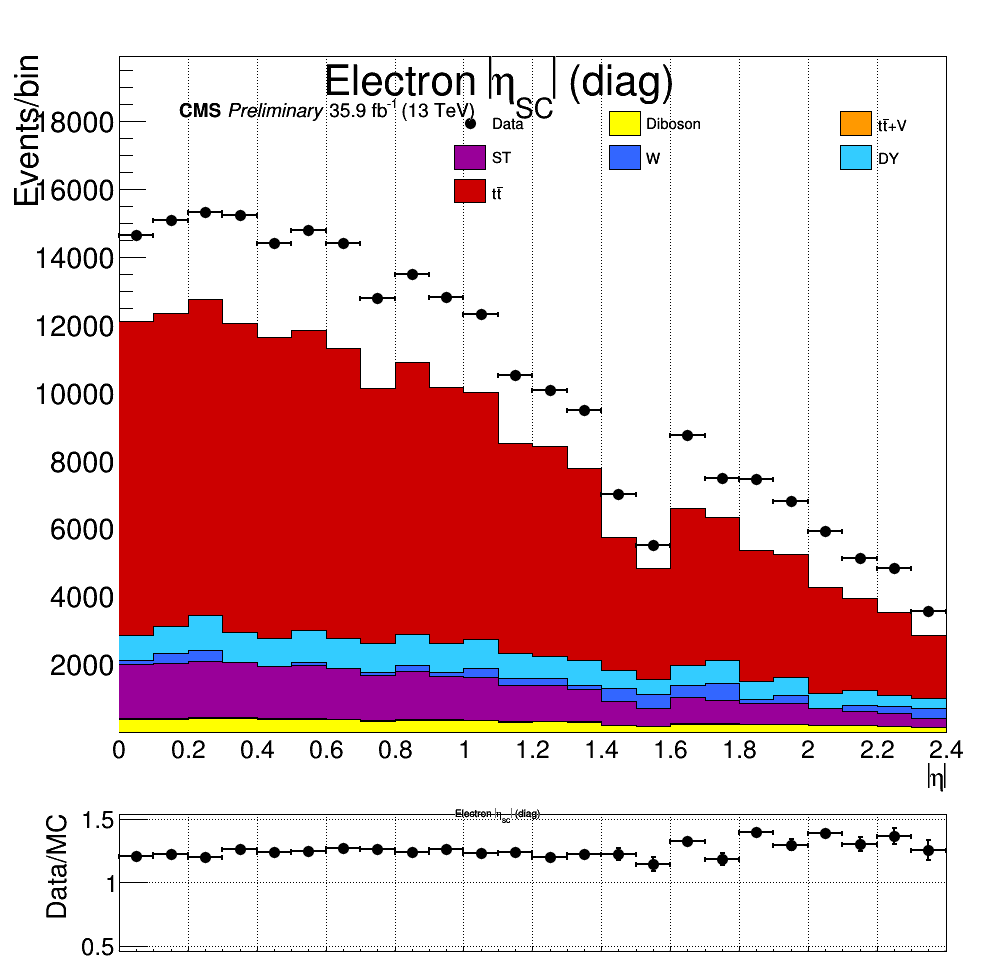 Electron |η_SC| (diag)
CMS Preliminary 35.9 fb⁻¹ (13 TeV)
Events/bin
Data
Diboson
tt̄+V
ST
W
DY
tt̄
18000
16000
14000
12000
10000
8000
6000
4000
2000
0 0.2 0.4 0.6 0.8 1 1.2 1.4 1.6 1.8 2 2.2 2.4
|η|
Electron |η_SC| (diag)
Data/MC
1.5
1
0.5